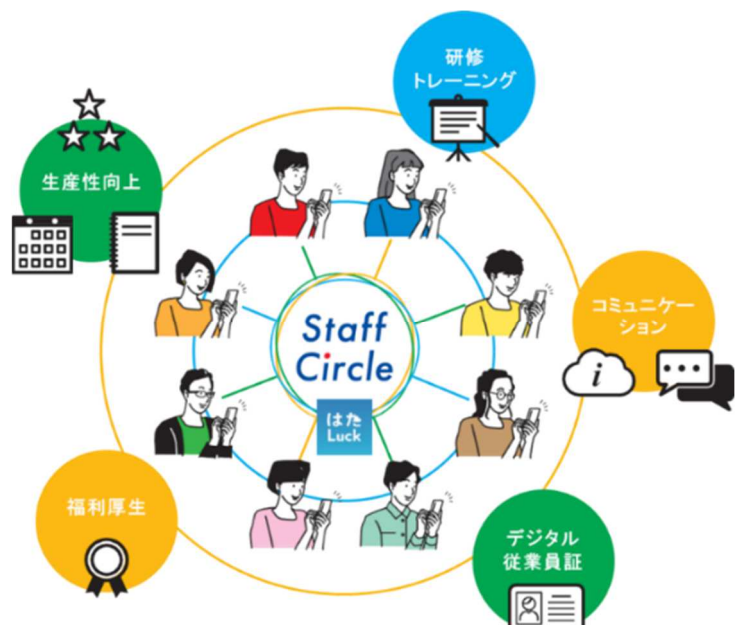 研修
トレーニング
生産性向上
コミュニケー
ション
Staff
Circle
はた
Luck
福利厚生
デジタル
従業員証
i